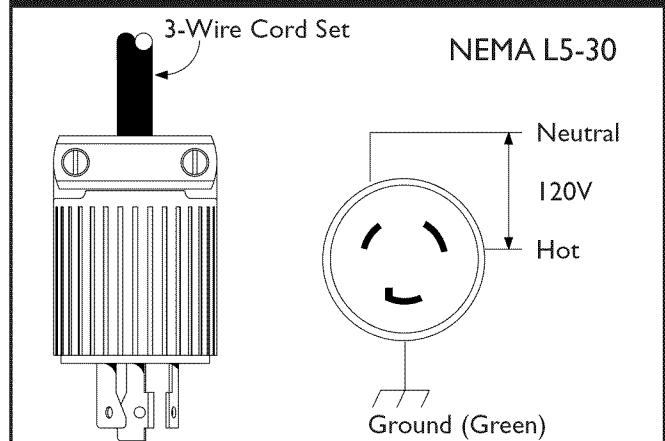 3-Wire Cord Set
NEMA L5-30
Neutral
120V
Hot
Ground (Green)